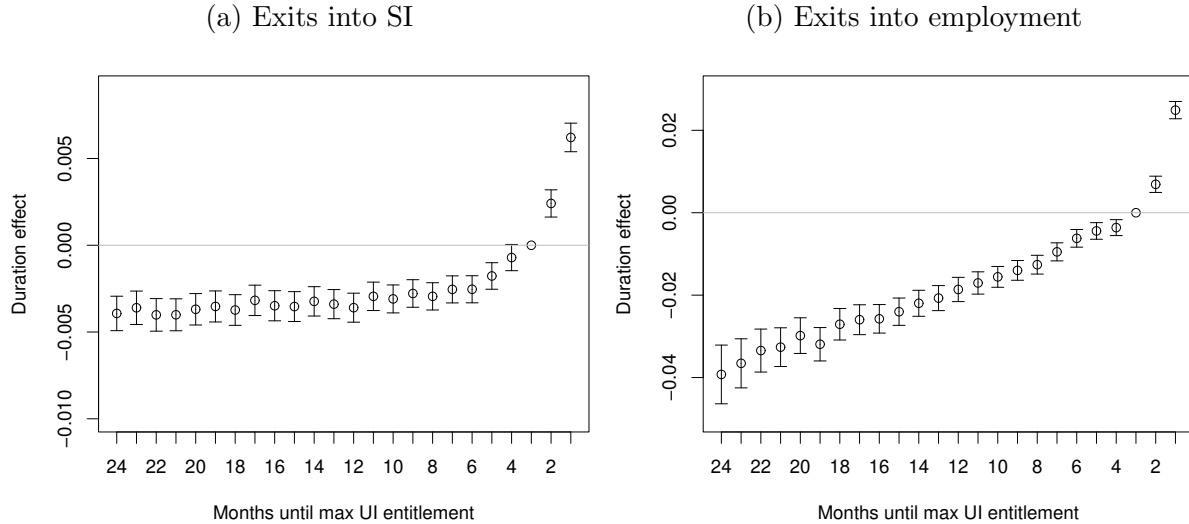 (a) Exits into SI
(b) Exits into employment
Duration effect
0.005
0.000
−0.005
−0.010
24 22 20 18 16 14 12 10 8 6 4 2
Months until max UI entitlement
Duration effect
0.02
0.00
−0.02
−0.04
24 22 20 18 16 14 12 10 8 6 4 2
Months until max UI entitlement